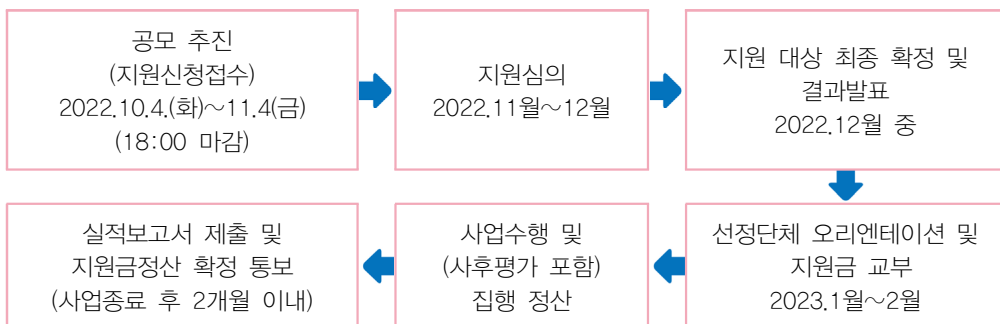 공모 추진
(지원신청접수)
2022.10.4.(화)~11.4(금)
(18:00 마감)
지원심의
2022.11월~12월
지원 대상 최종 확정 및
결과발표
2022.12월 중
선정단체 오리엔테이션 및
지원금 교부
2023.1월~2월
사업수행 및
(사후평가 포함)
집행 정산
실적보고서 제출 및
지원금정산 확정 통보
(사업종료 후 2개월 이내)